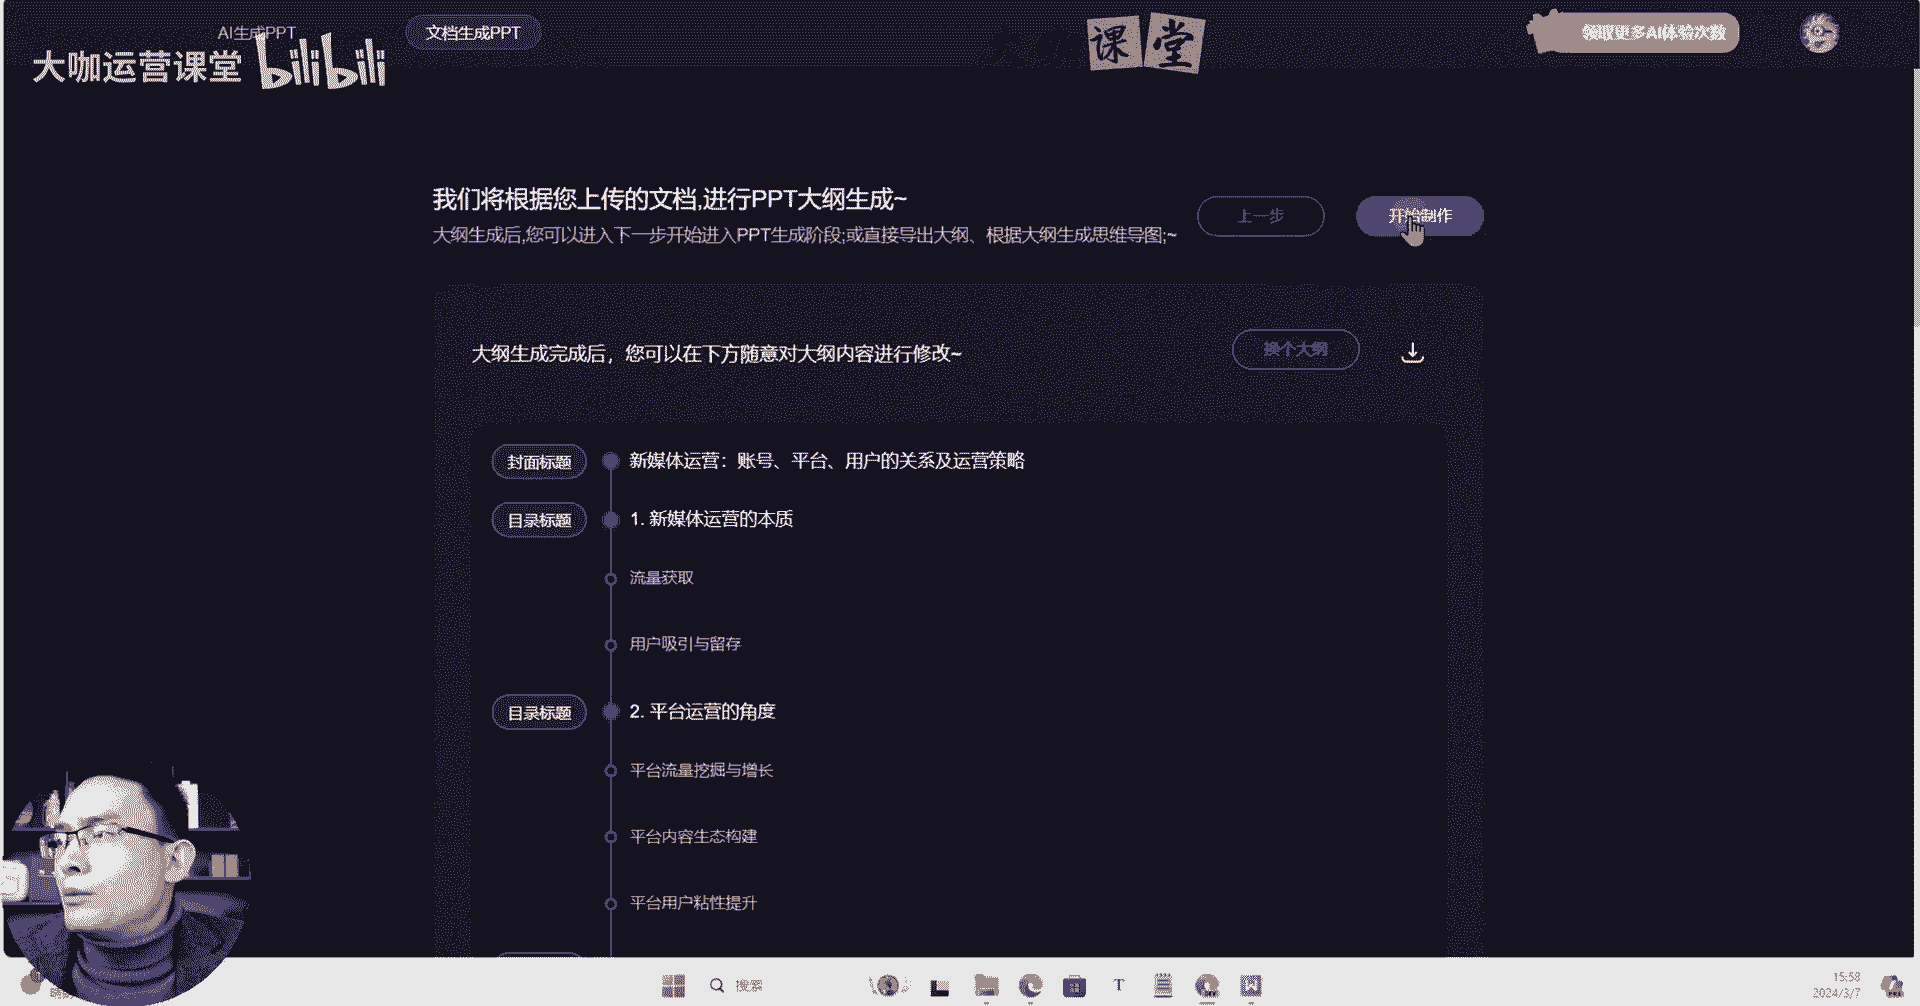 AI生成PPT
文档生成PPT
课堂
领取更多AI体验次数
大咖运营课堂 bilibili
我们将根据您上传的文档,进行PPT大纲生成~
大纲生成后,您可以进入下一步开始进入PPT生成阶段;或直接导出大纲、根据大纲生成思维导图;~
上一步
开始制作
大纲生成完成后，您可以在下方随意对大纲内容进行修改~
换个大纲
封面标题
新媒体运营：账号、平台、用户的关系及运营策略
目录标题
1. 新媒体运营的本质
流量获取
用户吸引与留存
目录标题
2. 平台运营的角度
平台流量挖掘与增长
平台内容生态构建
平台用户粘性提升
搜索
15:58
2024/3/7